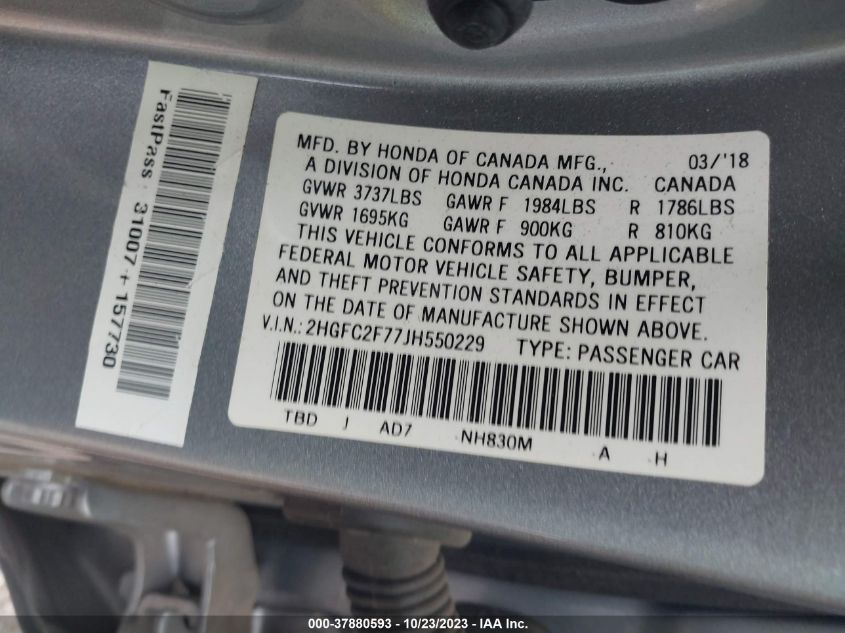 FastPass: 31007+157730
MFD. BY HONDA OF CANADA MFG., 03/'18
A DIVISION OF HONDA CANADA INC. CANADA
GVWR 3737LBS GAWR F 1984LBS R 1786LBS
GVWR 1695KG GAWR F 900KG R 810KG
THIS VEHICLE CONFORMS TO ALL APPLICABLE
FEDERAL MOTOR VEHICLE SAFETY, BUMPER,
AND THEFT PREVENTION STANDARDS IN EFFECT
ON THE DATE OF MANUFACTURE SHOWN ABOVE.
V.I.N.: 2HGFC2F77JH550229 TYPE: PASSENGER CAR
TBD J AD7 NH830M A H
000-37880593 - 10/23/2023 - IAA Inc.